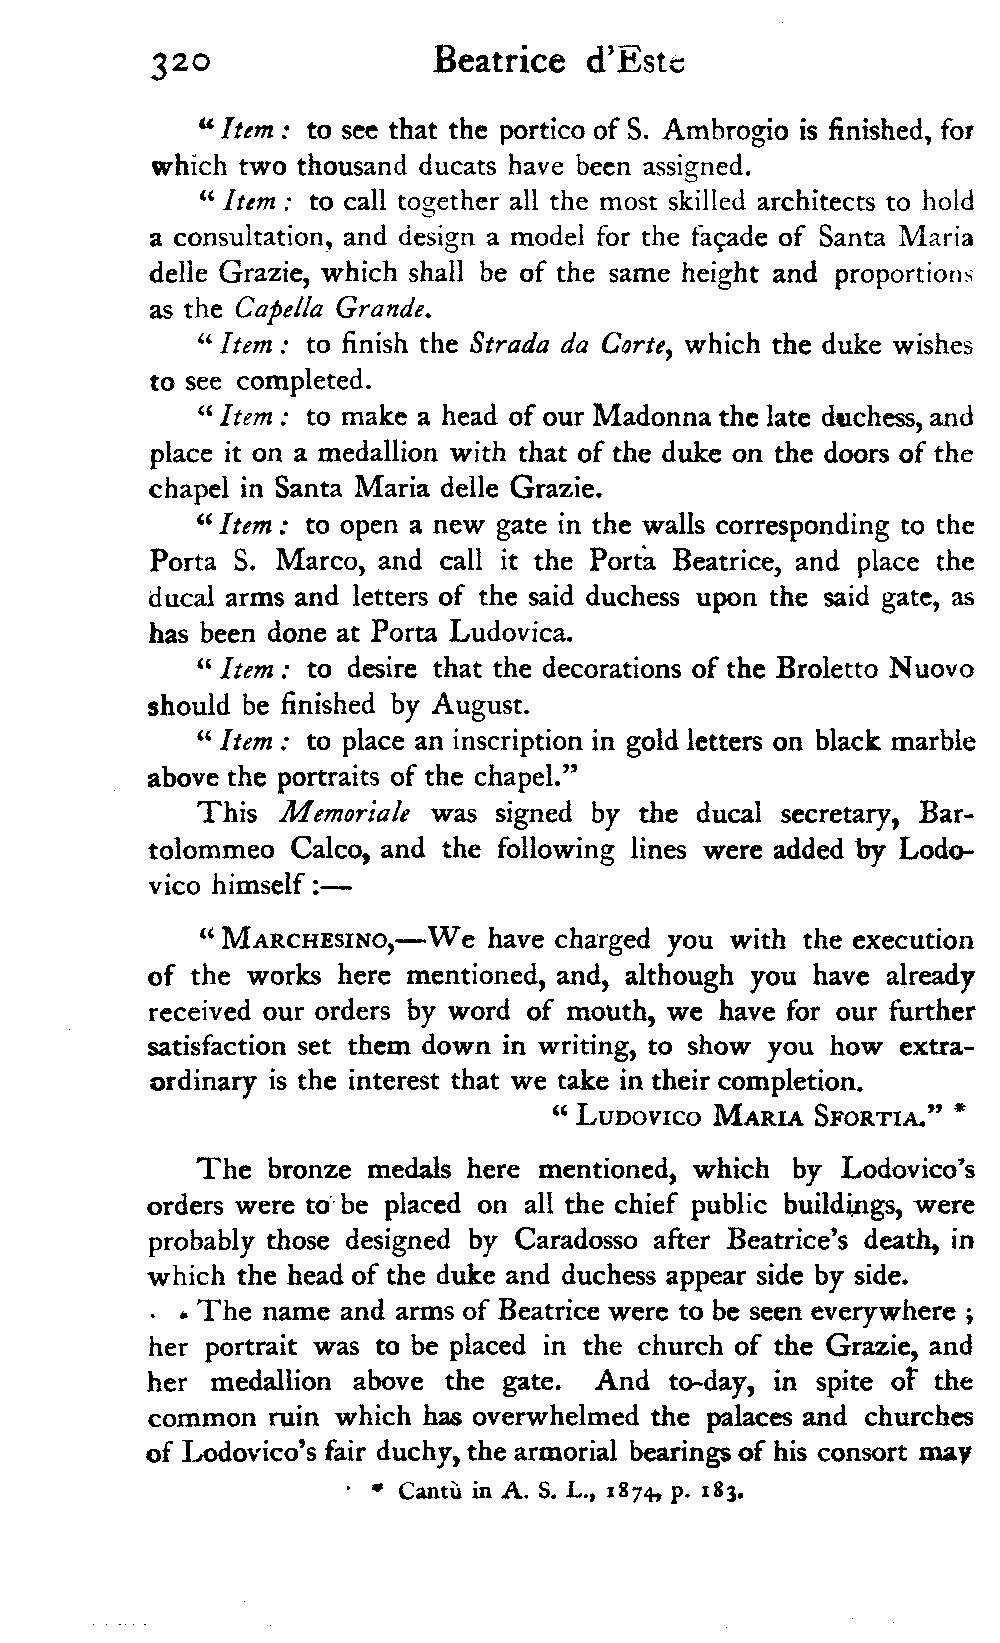 320 Beatrice d'Este
“ Item : to see that the portico of S. Ambrogio is finished, for
which two thousand ducats have been assigned.
“ Item : to call together all the most skilled architects to hold
a consultation, and design a model for the façade of Santa Maria
delle Grazie, which shall be of the same height and proportions
as the Capella Grande.
“ Item : to finish the Strada da Corte, which the duke wishes
to see completed.
“ Item : to make a head of our Madonna the late duchess, and
place it on a medallion with that of the duke on the doors of the
chapel in Santa Maria delle Grazie.
“ Item : to open a new gate in the walls corresponding to the
Porta S. Marco, and call it the Porta Beatrice, and place the
ducal arms and letters of the said duchess upon the said gate, as
has been done at Porta Ludovica.
“ Item : to desire that the decorations of the Broletto Nuovo
should be finished by August.
“ Item : to place an inscription in gold letters on black marble
above the portraits of the chapel.”
This Memoriale was signed by the ducal secretary, Bar-
tolommeo Calco, and the following lines were added by Lodo-
vico himself :—
“ MARCHESINO,—We have charged you with the execution
of the works here mentioned, and, although you have already
received our orders by word of mouth, we have for our further
satisfaction set them down in writing, to show you how extra-
ordinary is the interest that we take in their completion.
“ LUDOVICO MARIA SFORTIA.” *
The bronze medals here mentioned, which by Lodovico's
orders were to be placed on all the chief public buildings, were
probably those designed by Caradosso after Beatrice's death, in
which the head of the duke and duchess appear side by side.
The name and arms of Beatrice were to be seen everywhere ;
her portrait was to be placed in the church of the Grazie, and
her medallion above the gate. And to-day, in spite of the
common ruin which has overwhelmed the palaces and churches
of Lodovico's fair duchy, the armorial bearings of his consort may
* Cantù in A. S. L., 1874, p. 183.